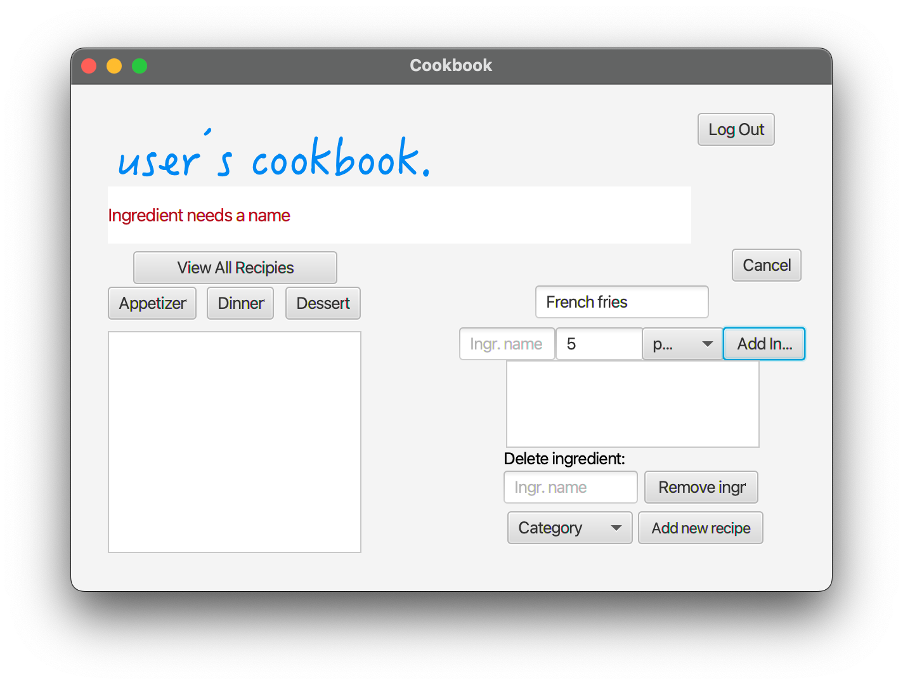 Cookbook
Log Out
user's cookbook.
Ingredient needs a name
View All Recipies
Cancel
Appetizer Dinner Dessert
French fries
Ingr. name 5 p... Add In...
Delete ingredient:
Ingr. name Remove ingr
Category Add new recipe